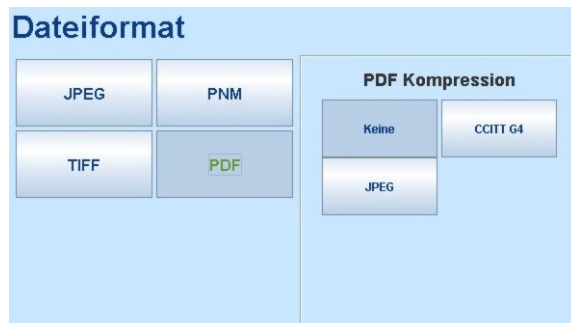 Dateiformat
JPEG PNM
TIFF PDF
PDF Kompression
Keine CCITT G4
JPEG